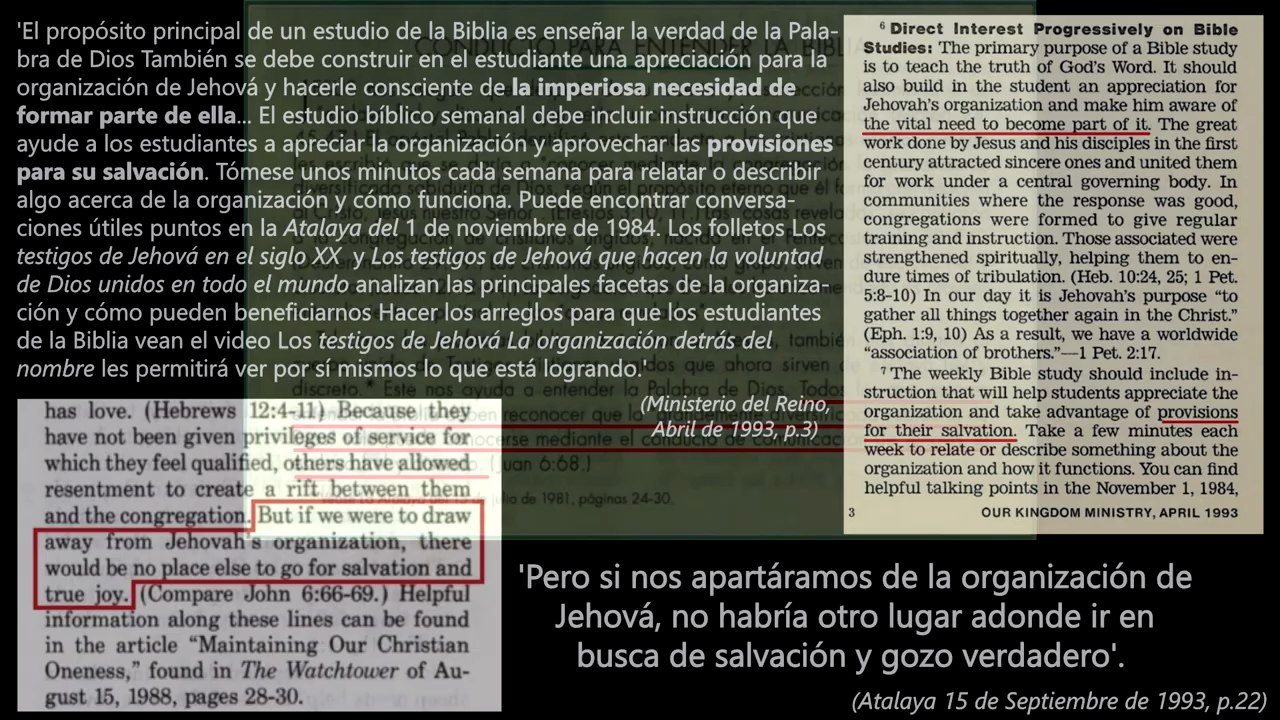 'El propósito principal de un estudio de la Biblia es enseñar la verdad de la Pala-
bra de Dios También se debe construir en el estudiante una apreciación para la
organización de Jehová y hacerle consciente de la imperiosa necesidad de
formar parte de ella... El estudio bíblico semanal debe incluir instrucción que
ayude a los estudiantes a apreciar la organización y aprovechar las provisiones
para su salvación. Tómese unos minutos cada semana para relatar o describir
algo acerca de la organización y cómo funciona. Puede encontrar conversa-
ciones útiles puntos en la Atalaya del 1 de noviembre de 1984. Los folletos Los
testigos de Jehová en el siglo XX y Los testigos de Jehová que hacen la voluntad
de Dios unidos en todo el mundo analizan las principales facetas de la organiza-
ción y cómo pueden beneficiarnos Hacer los arreglos para que los estudiantes
de la Biblia vean el video Los testigos de Jehová La organización detrás del
nombre les permitirá ver por sí mismos lo que está logrando.'
(Ministerio del Reino,
Abril de 1993, p.3)
6 Direct Interest Progressively on Bible
Studies: The primary purpose of a Bible study
is to teach the truth of God's Word. It should
also build in the student an appreciation for
Jehovah's organization and make him aware of
the vital need to become part of it. The great
work done by Jesus and his disciples in the first
century attracted sincere ones and united them
for work under a central governing body. In
communities where the response was good,
congregations were formed to give regular
training and instruction. Those associated were
strengthened spiritually, helping them to en-
dure times of tribulation. (Heb. 10:24, 25; 1 Pet.
5:8-10) In our day it is Jehovah's purpose "to
gather all things together again in the Christ."
(Eph. 1:9, 10) As a result, we have a worldwide
"association of brothers."—1 Pet. 2:17.
7 The weekly Bible study should include in-
struction that will help students appreciate the
organization and take advantage of provisions
for their salvation. Take a few minutes each
week to relate or describe something about the
organization and how it functions. You can find
helpful talking points in the November 1, 1984,
3 OUR KINGDOM MINISTRY, APRIL 1993
has love. (Hebrews 12:4-11) Because they
have not been given privileges of service for
which they feel qualified, others have allowed
resentment to create a rift between them
and the congregation. But if we were to draw
away from Jehovah's organization, there
would be no place else to go for salvation and
true joy. (Compare John 6:66-69.) Helpful
information along these lines can be found
in the article "Maintaining Our Christian
Oneness," found in The Watchtower of Au-
gust 15, 1988, pages 28-30.
'Pero si nos apartáramos de la organización de
Jehová, no habría otro lugar adonde ir en
busca de salvación y gozo verdadero'.
(Atalaya 15 de Septiembre de 1993, p.22)
(Juan 6:68.)
julio de 1981, páginas 24-30.